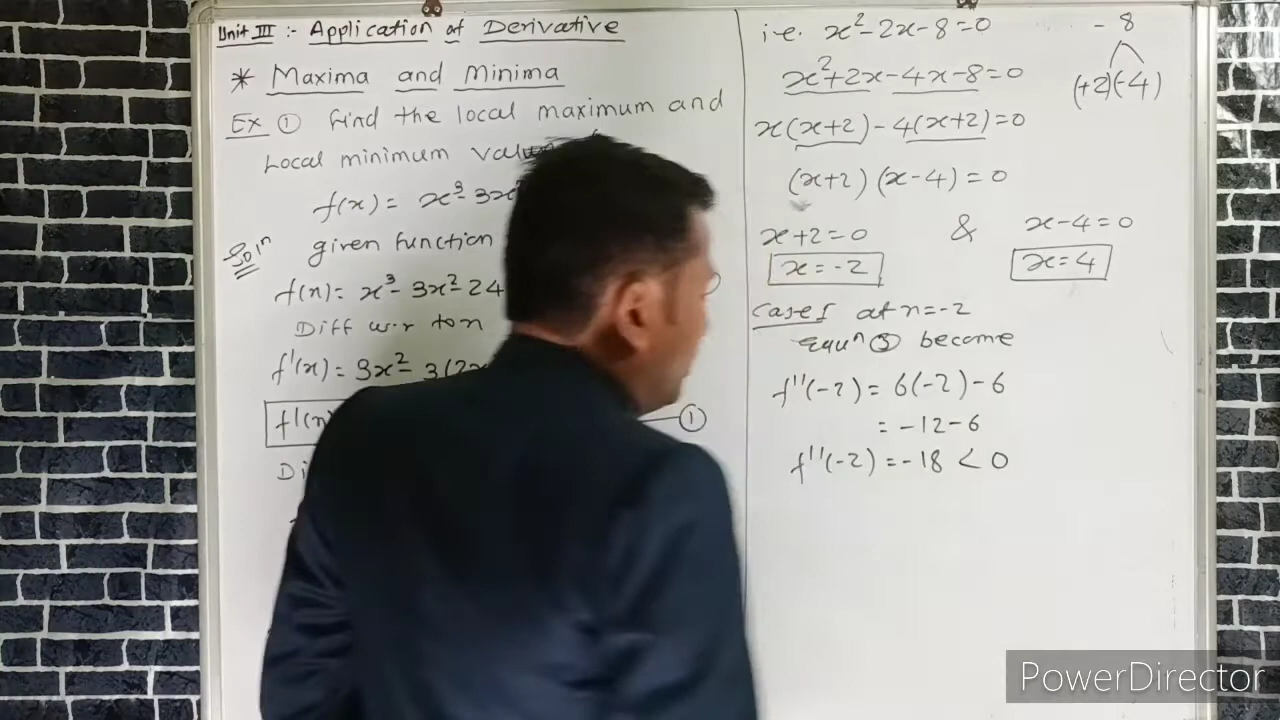 Unit III :- Application of Derivative
* Maxima and Minima
Ex ① Find the local maximum and
Local minimum
f(x) = x³- 3x
Solⁿ given function
f(n) = x³- 3x²- 24
Diff w.r to n
f'(x) = 3x²- 3(2x
f'(n) ①
Di
i.e. x²- 2x - 8 = 0
x²+2x - 4x - 8 = 0
x(x+2) - 4(x+2) = 0
(x+2) (x-4) = 0
x+2 = 0 & x-4 = 0
x = -2 x = 4
- 8
(+2)(-4)
Case I at n = -2
equⁿ ③ become
f''(-2) = 6(-2) - 6
= -12 - 6
f''(-2) = -18 < 0
PowerDirector